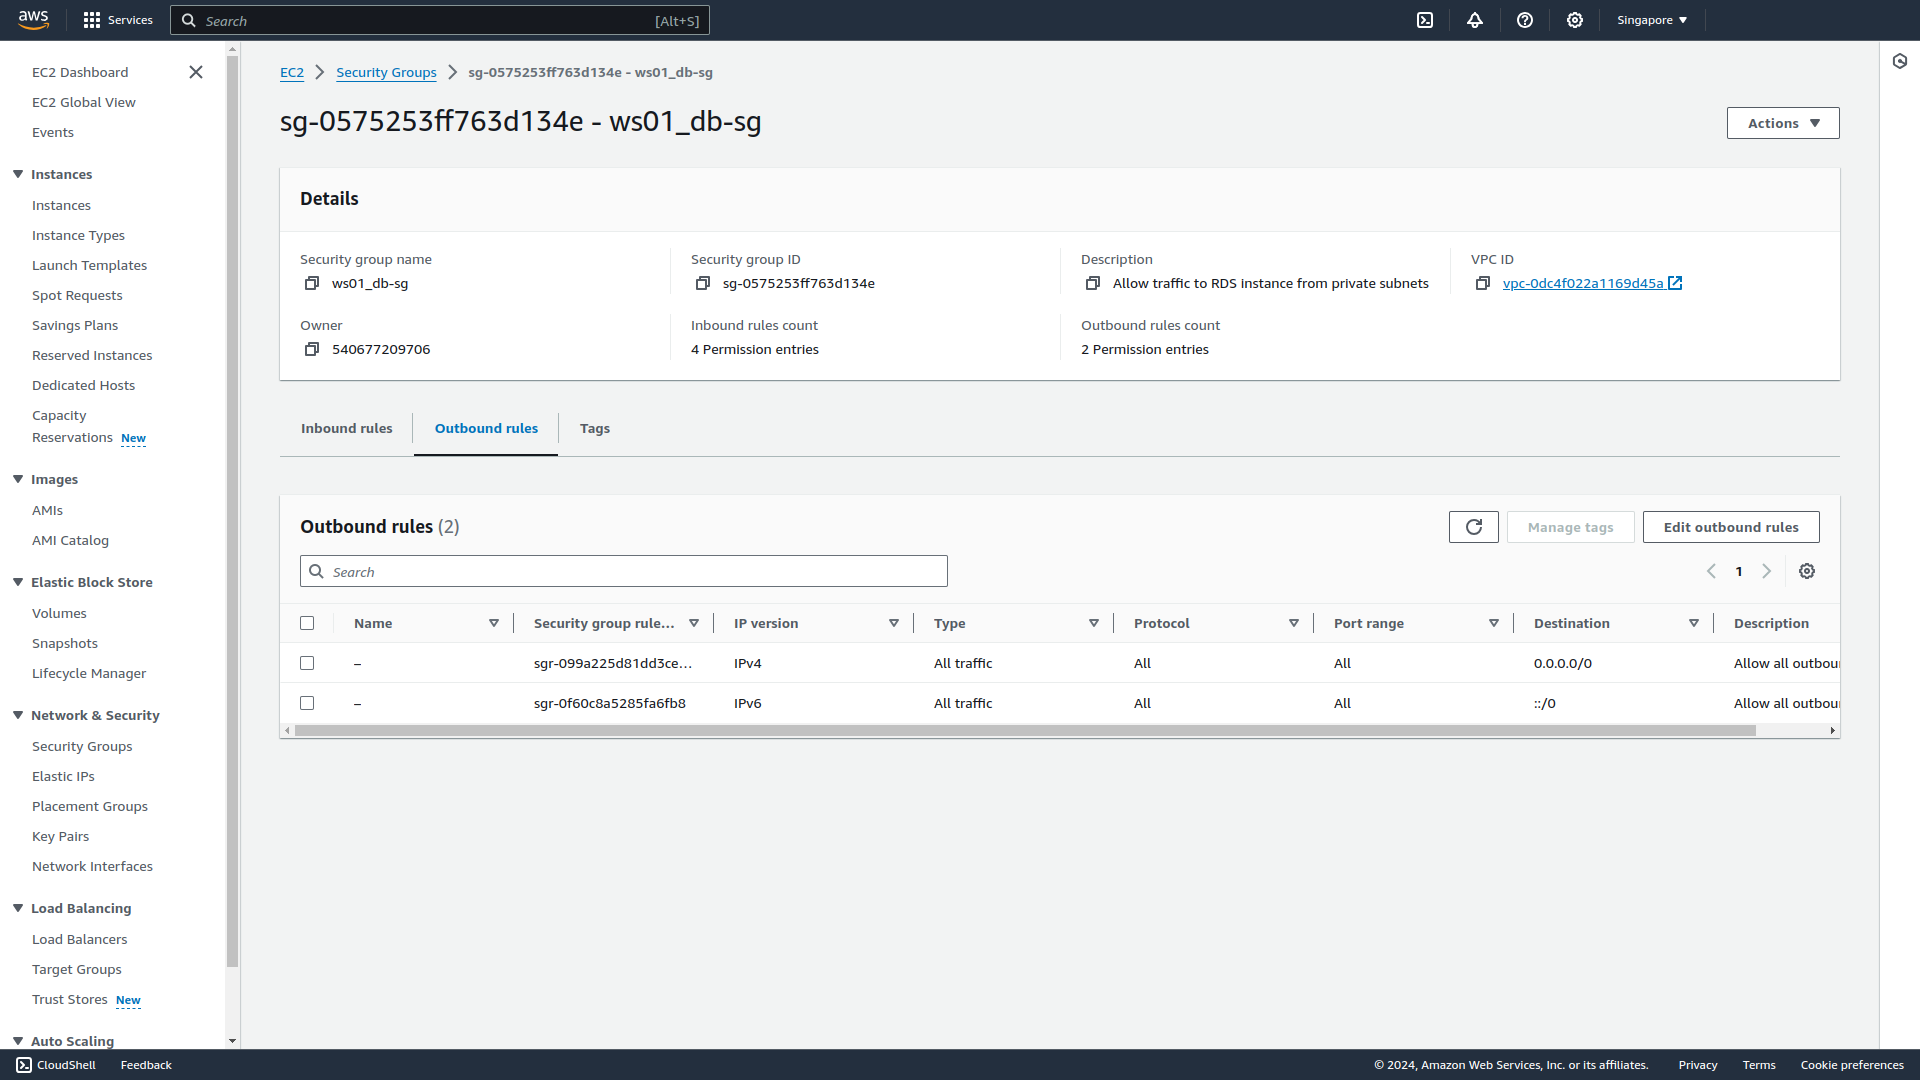 aws
Services
Search
[Alt+S]
Singapore
EC2 Dashboard
EC2 Global View
Events
Instances
Instances
Instance Types
Launch Templates
Spot Requests
Savings Plans
Reserved Instances
Dedicated Hosts
Capacity
Reservations New
Images
AMIs
AMI Catalog
Elastic Block Store
Volumes
Snapshots
Lifecycle Manager
Network & Security
Security Groups
Elastic IPs
Placement Groups
Key Pairs
Network Interfaces
Load Balancing
Load Balancers
Target Groups
Trust Stores New
Auto Scaling
EC2 > Security Groups > sg-0575253ff763d134e - ws01_db-sg
sg-0575253ff763d134e - ws01_db-sg
Actions
Details
Security group name
ws01_db-sg
Security group ID
sg-0575253ff763d134e
Description
Allow traffic to RDS instance from private subnets
VPC ID
vpc-0dc4f022a1169d45a
Owner
540677209706
Inbound rules count
4 Permission entries
Outbound rules count
2 Permission entries
Inbound rules
Outbound rules
Tags
Outbound rules (2)
Manage tags
Edit outbound rules
Search
1
Name Security group rule... IP version Type Protocol Port range Destination Description
– sgr-099a225d81dd3ce... IPv4 All traffic All All 0.0.0.0/0 Allow all outbou
– sgr-0f60c8a5285fa6fb8 IPv6 All traffic All All ::/0 Allow all outbou
CloudShell
Feedback
© 2024, Amazon Web Services, Inc. or its affiliates.
Privacy
Terms
Cookie preferences